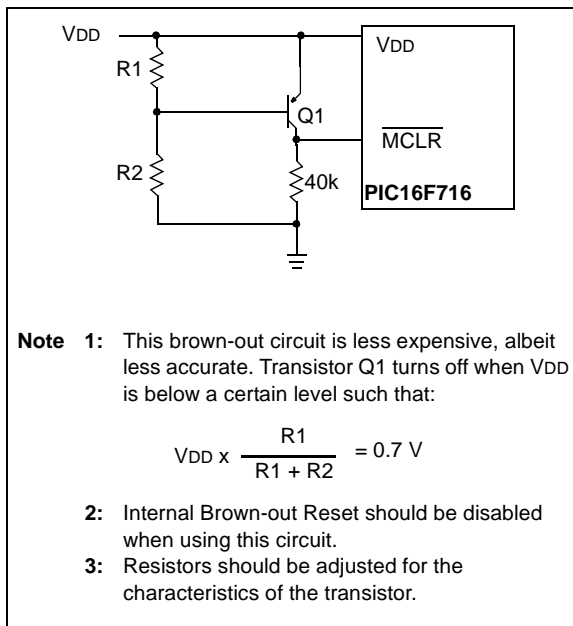 VDD
VDD
R1
Q1
MCLR
R2
40k
PIC16F716
Note 1: This brown-out circuit is less expensive, albeit
less accurate. Transistor Q1 turns off when VDD
is below a certain level such that:
VDD x R1 / R1 + R2 = 0.7 V
2: Internal Brown-out Reset should be disabled
when using this circuit.
3: Resistors should be adjusted for the
characteristics of the transistor.